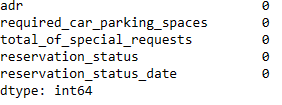 adr 0
required_car_parking_spaces 0
total_of_special_requests 0
reservation_status 0
reservation_status_date 0
dtype: int64